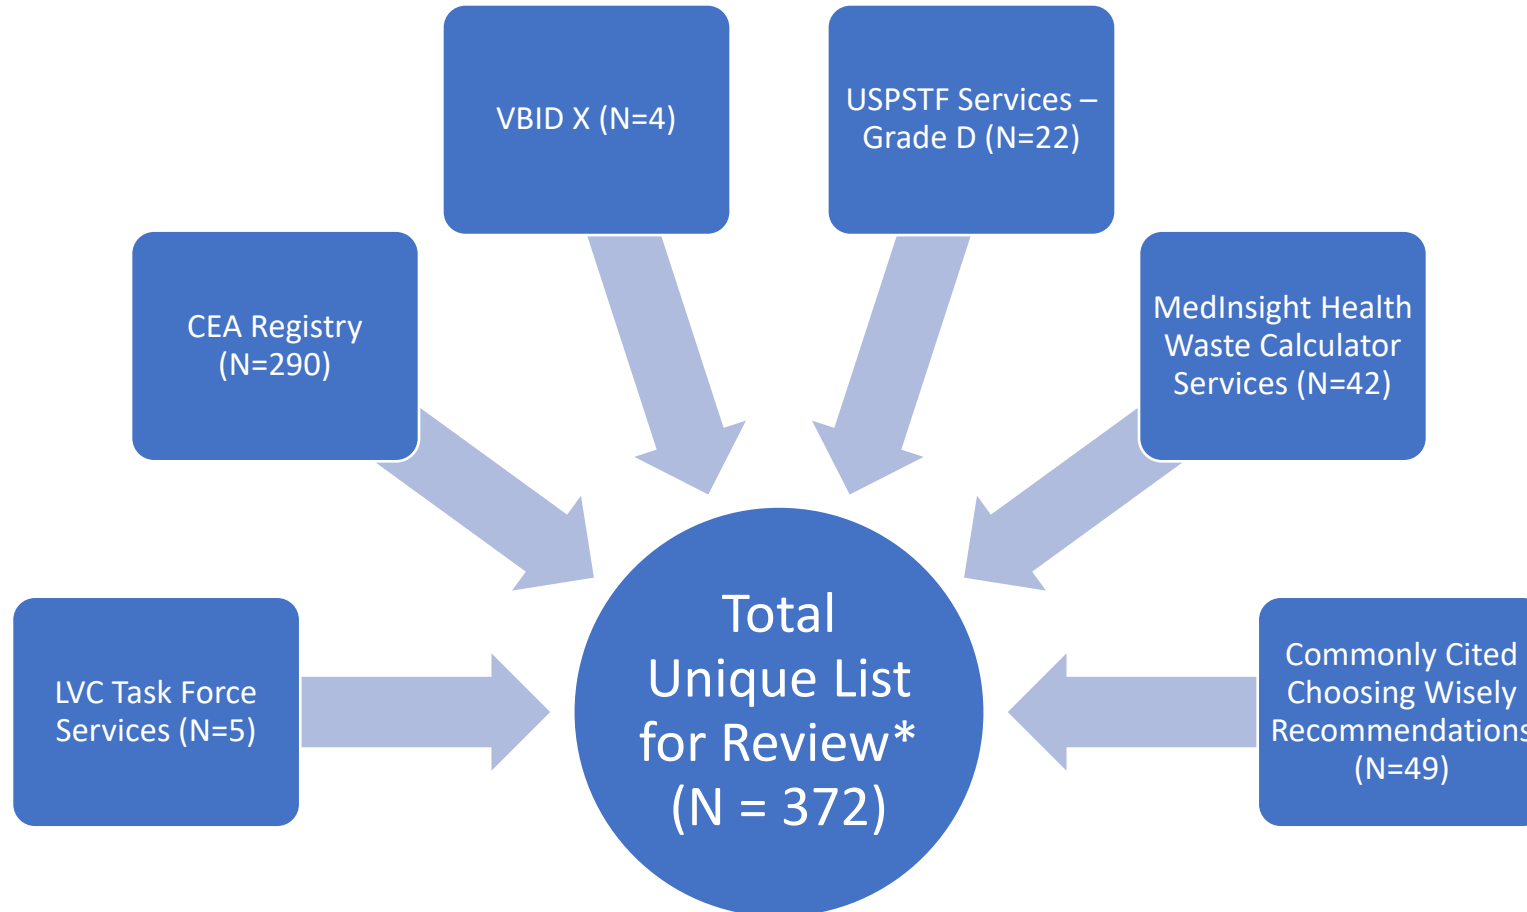 VBID X (N=4)
USPSTF Services –
Grade D (N=22)
CEA Registry
(N=290)
MedInsight Health
Waste Calculator
Services (N=42)
LVC Task Force
Services (N=5)
Commonly Cited
Choosing Wisely
Recommendations
(N=49)
Total
Unique List
for Review*
(N = 372)